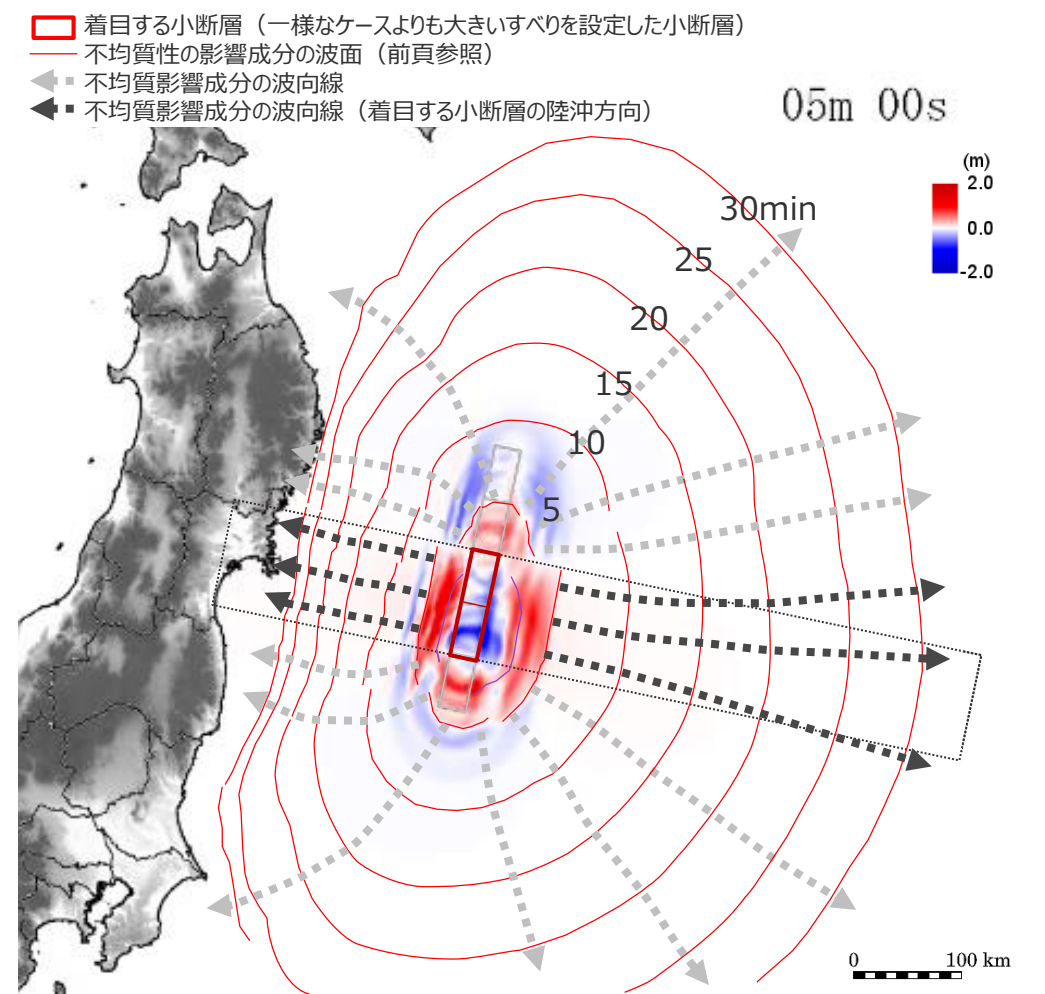 着目する小断層（一様なケースよりも大きいすべりを設定した小断層）
不均質性の影響成分の波面（前頁参照）
不均質影響成分の波向線
不均質影響成分の波向線（着目する小断層の陸沖方向）
05m 00s
(m)
2.0
0.0
-2.0
30min
25
20
15
10
5
0 100 km